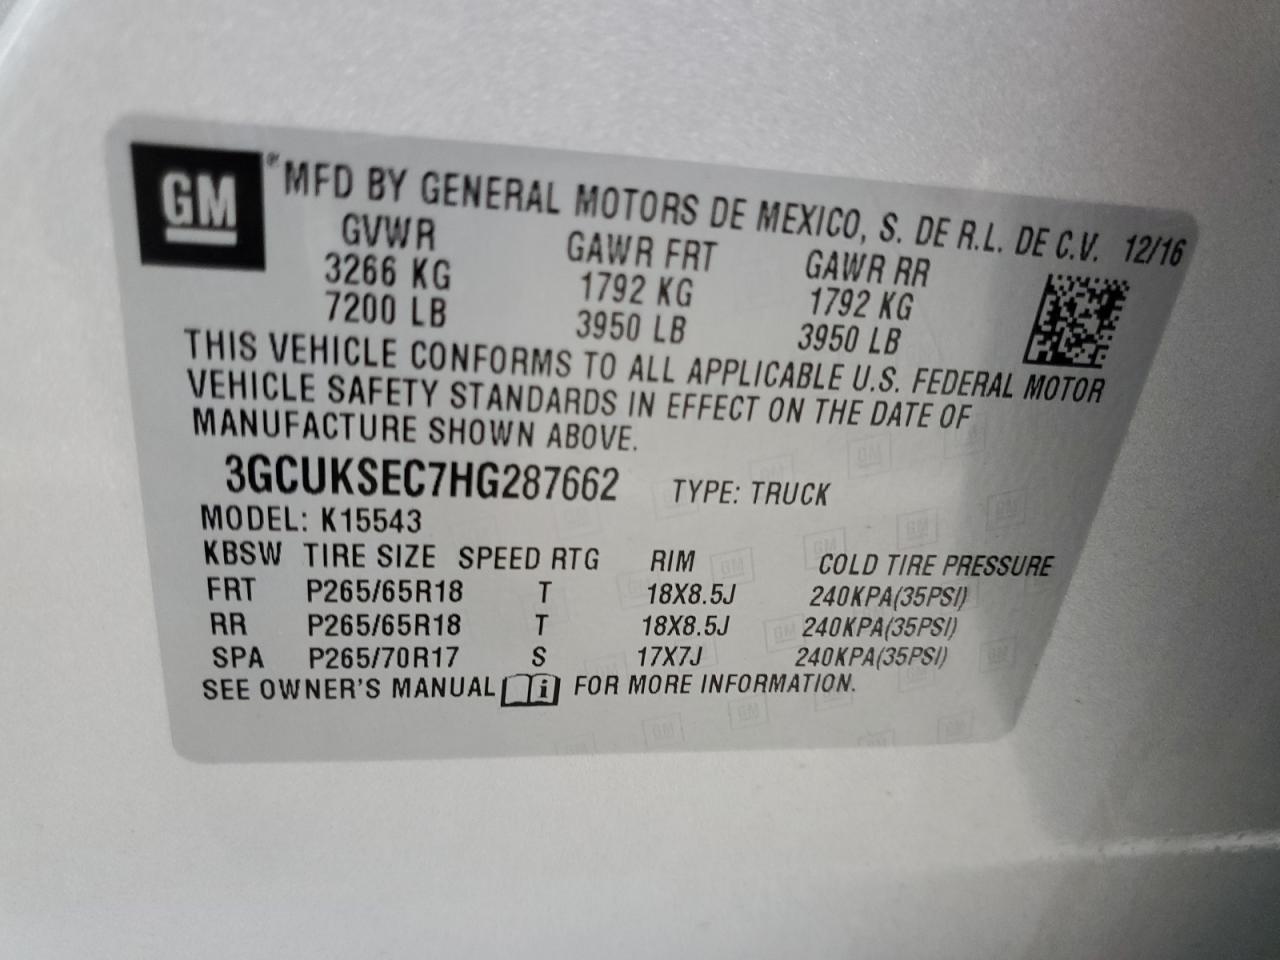 GM® MFD BY GENERAL MOTORS DE MEXICO, S. DE R.L. DE C.V. 12/16
GVWR GAWR FRT GAWR RR
3266 KG 1792 KG 1792 KG
7200 LB 3950 LB 3950 LB
THIS VEHICLE CONFORMS TO ALL APPLICABLE U.S. FEDERAL MOTOR
VEHICLE SAFETY STANDARDS IN EFFECT ON THE DATE OF
MANUFACTURE SHOWN ABOVE.
3GCUKSEC7HG287662 TYPE: TRUCK
MODEL: K15543
KBSW TIRE SIZE SPEED RTG RIM COLD TIRE PRESSURE
FRT P265/65R18 T 18X8.5J 240KPA(35PSI)
RR P265/65R18 T 18X8.5J 240KPA(35PSI)
SPA P265/70R17 S 17X7J 240KPA(35PSI)
SEE OWNER'S MANUAL i FOR MORE INFORMATION.